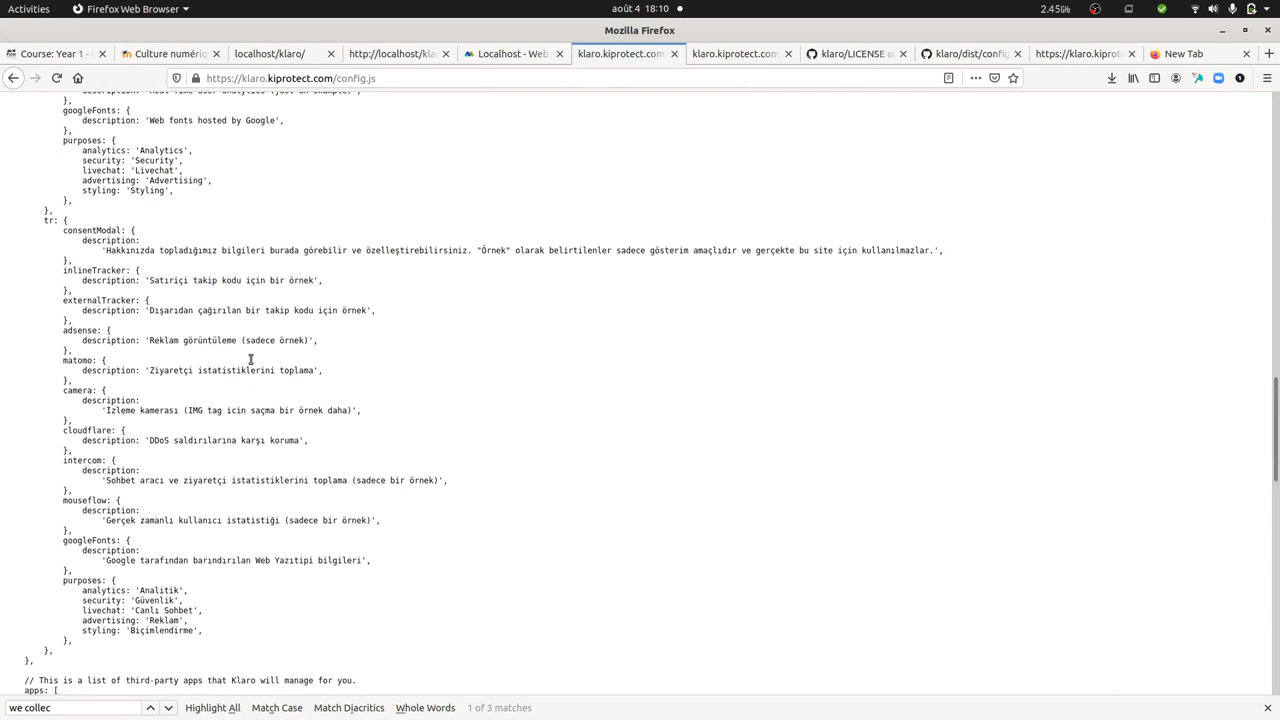 Activities
Firefox Web Browser
août 4 18:10
2.45
Mozilla Firefox
Course: Year 1 -
Culture numériq
localhost/klaro/
http://localhost/kla
Localhost - Web
klaro.kiprotect.com
klaro.kiprotect.com
klaro/LICENSE at
klaro/dist/config
https://klaro.kiprot
New Tab
https://klaro.kiprotect.com/config.js
},
googleFonts: {
description: 'Web fonts hosted by Google',
},
purposes: {
analytics: 'Analytics',
security: 'Security',
livechat: 'Livechat',
advertising: 'Advertising',
styling: 'Styling',
},
},
tr: {
consentModal: {
description:
'Hakkınızda topladığımız bilgileri burada görebilir ve özelleştirebilirsiniz. "Örnek" olarak belirtilenler sadece gösterim amaçlıdır ve gerçekte bu site için kullanılmazlar.',
},
inlineTracker: {
description: 'Satıriçi takip kodu için bir örnek',
},
externalTracker: {
description: 'Dışarıdan çağırılan bir takip kodu için örnek',
},
adsense: {
description: 'Reklam görüntüleme (sadece örnek)',
},
matomo: {
description: 'Ziyaretçi istatistiklerini toplama',
},
camera: {
description:
'İzleme kamerası (IMG tag icin saçma bir örnek daha)',
},
cloudflare: {
description: 'DDoS saldırılarına karşı koruma',
},
intercom: {
description:
'Sohbet aracı ve ziyaretçi istatistiklerini toplama (sadece bir örnek)',
},
mouseflow: {
description:
'Gerçek zamanlı kullanıcı istatistiği (sadece bir örnek)',
},
googleFonts: {
description:
'Google tarafından barındırılan Web Yazıtipi bilgileri',
},
purposes: {
analytics: 'Analitik',
security: 'Güvenlik',
livechat: 'Canlı Sohbet',
advertising: 'Reklam',
styling: 'Biçimlendirme',
},
},
},
// This is a list of third-party apps that Klaro will manage for you.
apps: [
we collec
Highlight All
Match Case
Match Diacritics
Whole Words
1 of 3 matches